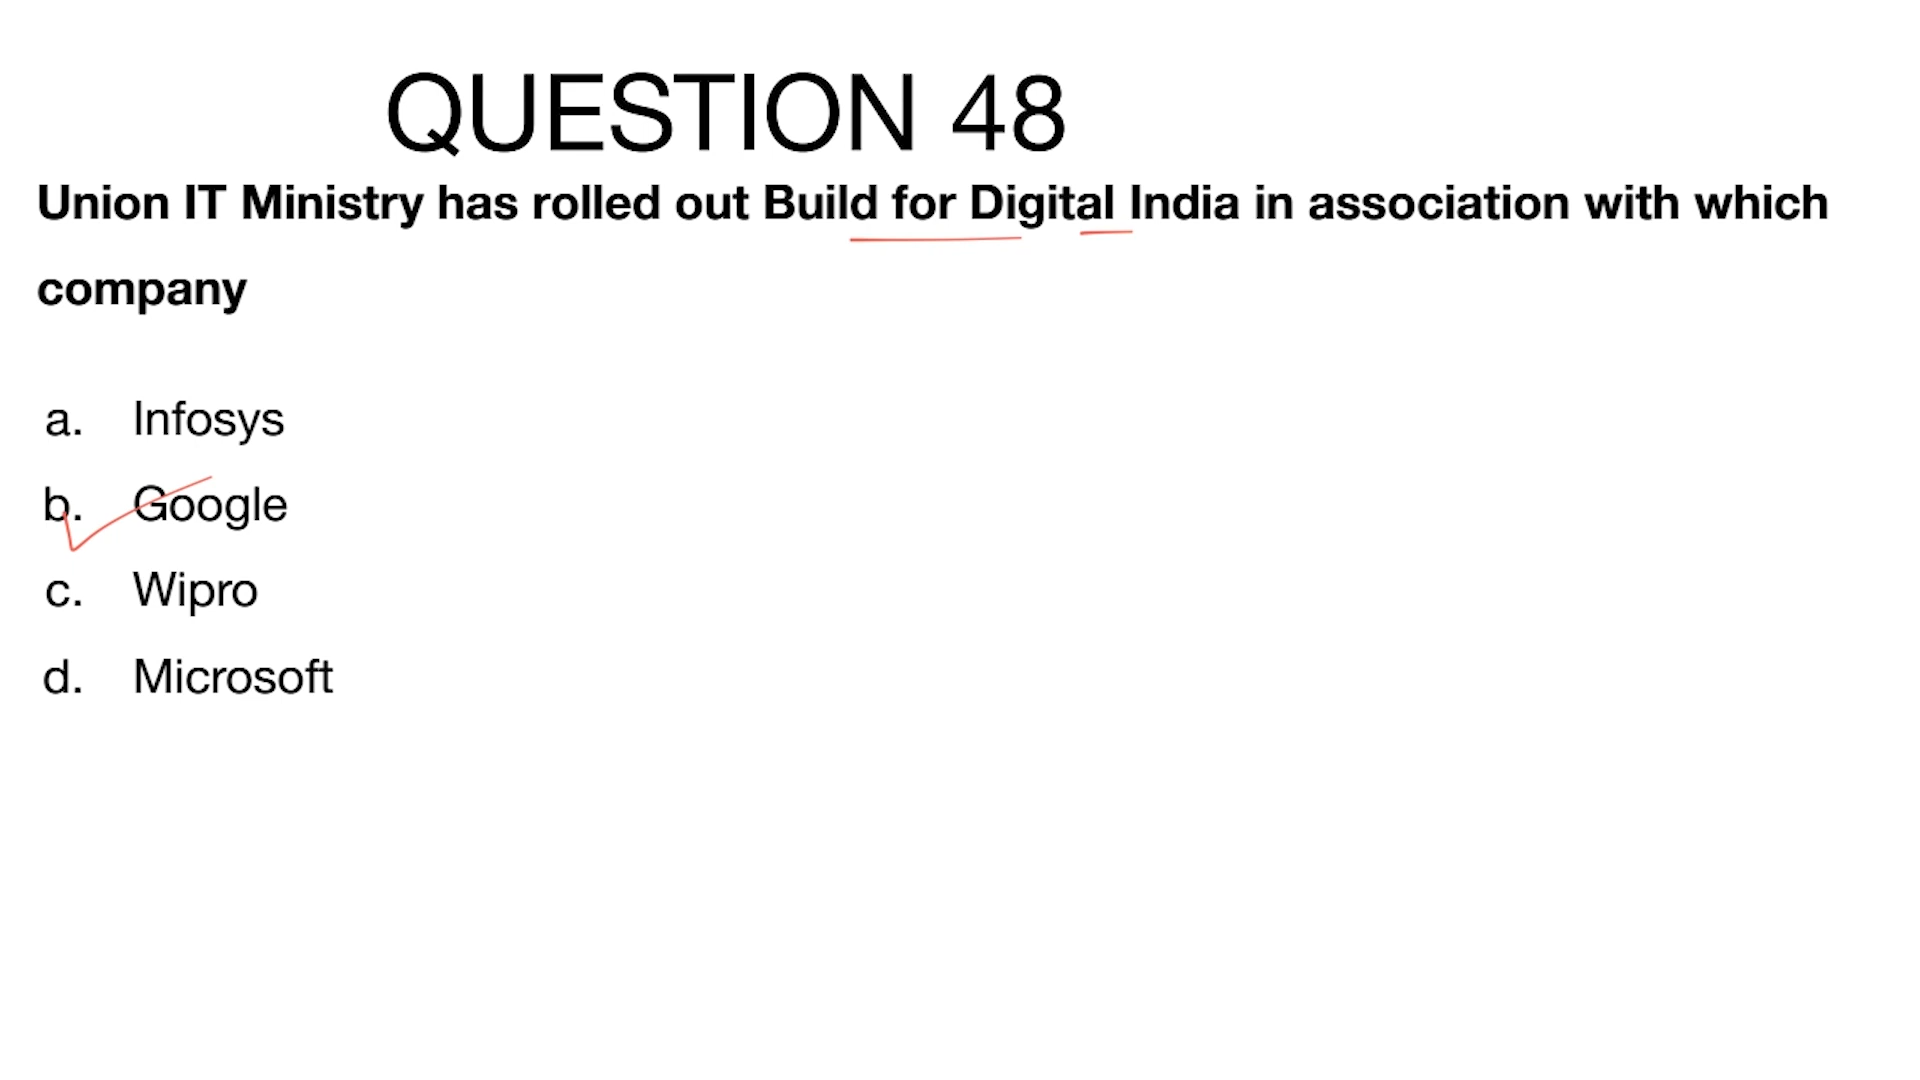 QUESTION 48
Union IT Ministry has rolled out Build for Digital India in association with which
company
a. Infosys
b. Google
c. Wipro
d. Microsoft